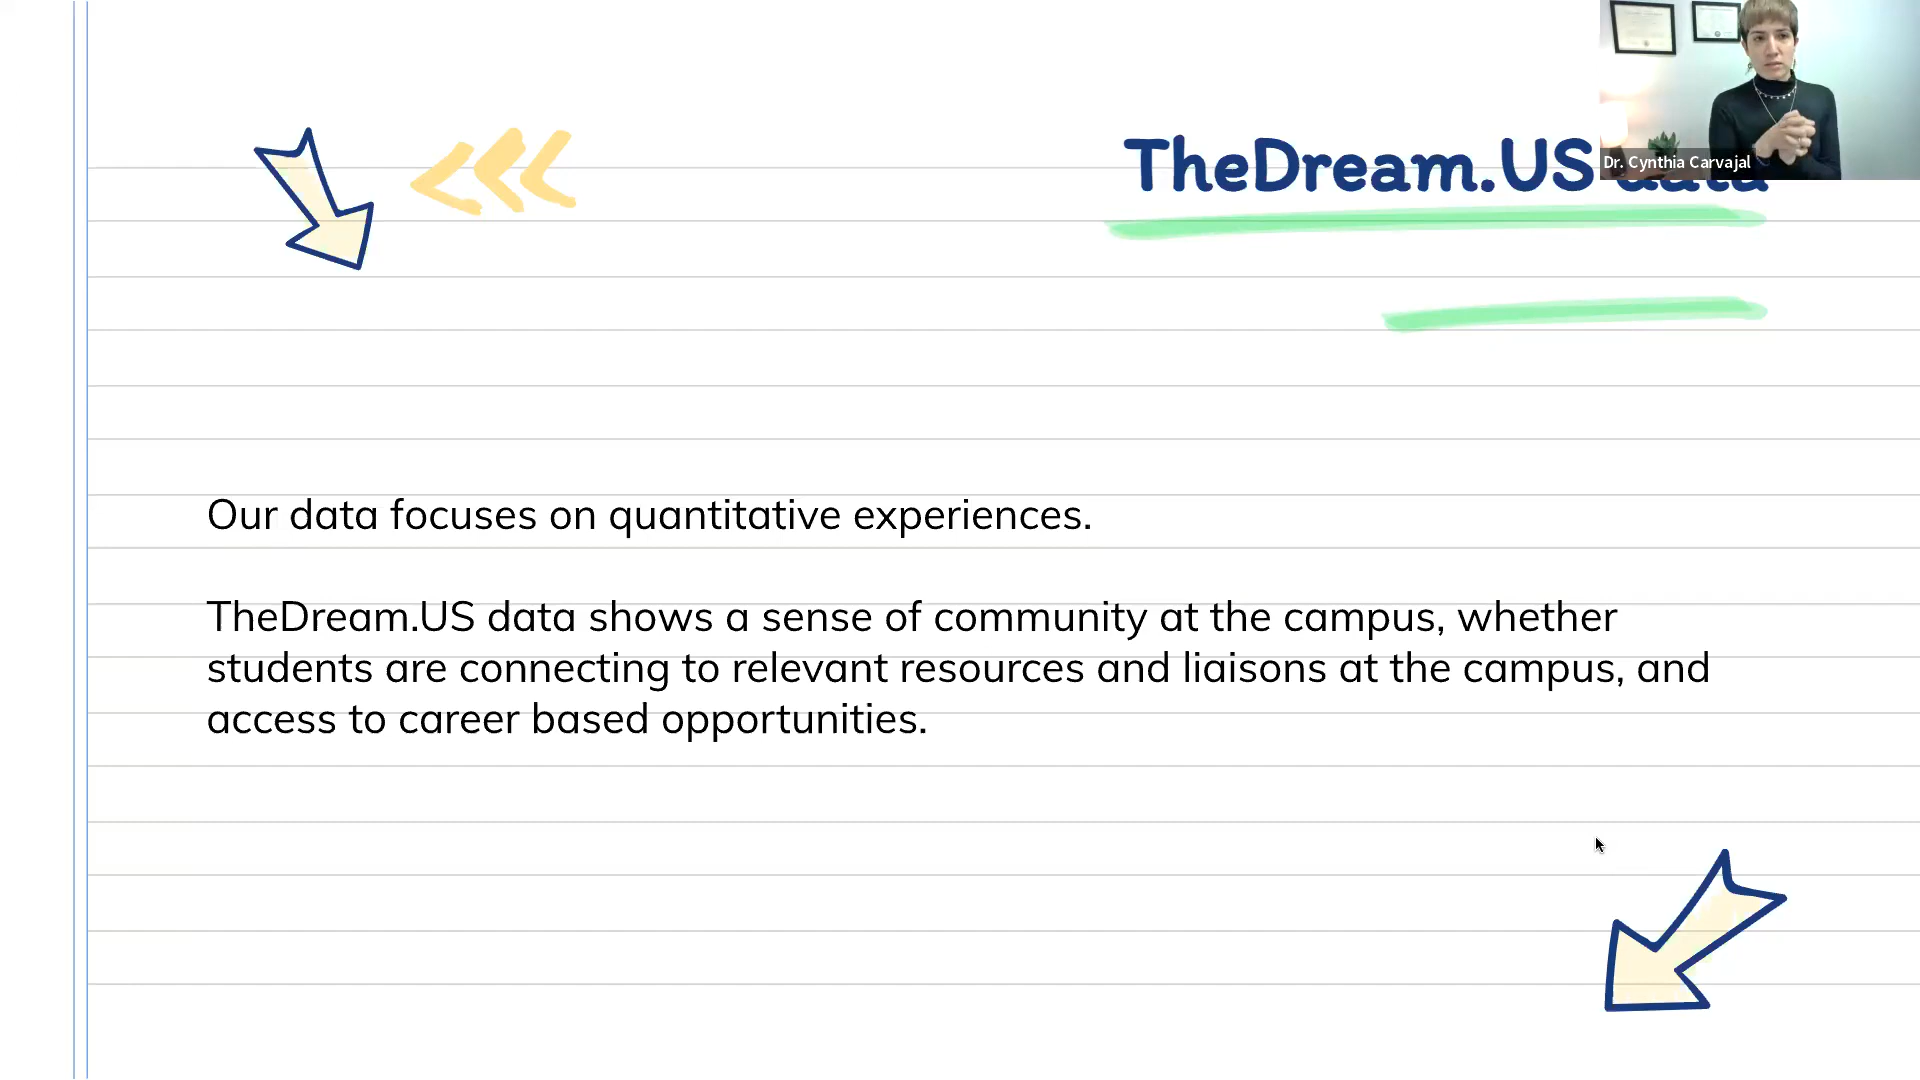 TheDream.US data
Dr. Cynthia Carvajal
Our data focuses on quantitative experiences.
TheDream.US data shows a sense of community at the campus, whether
students are connecting to relevant resources and liaisons at the campus, and
access to career based opportunities.